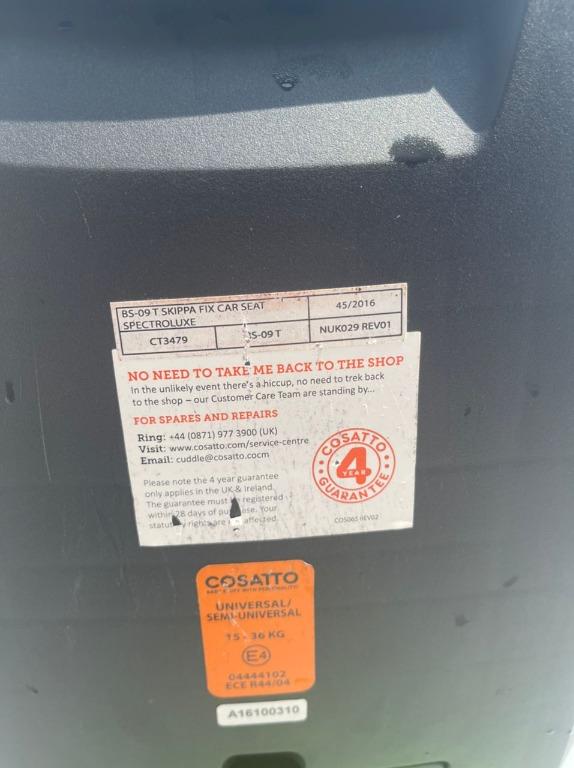 BS-09 T SKIPPA FIX CAR SEAT
SPECTROLUXE
45/2016
CT3479
BS-09 T
NUK029 REV01
NO NEED TO TAKE ME BACK TO THE SHOP
In the unlikely event there's a hiccup, no need to trek back
to the shop – our Customer Care Team are standing by...
FOR SPARES AND REPAIRS
Ring: +44 (0871) 977 3900 (UK)
Visit: www.cosatto.com/service-centre
Email: cuddle@cosatto.cocm
Please note the 4 year guarantee
only applies in the UK & Ireland.
The guarantee must be registered
within 28 days of purchase. Your
statutory rights are affected.
COSATTO
4
YEAR
GUARANTEE
COS065 REV02
COSATTO
UNIVERSAL/
SEMI-UNIVERSAL
15 - 36 KG
E4
04444102
ECE R44/04
A16100310